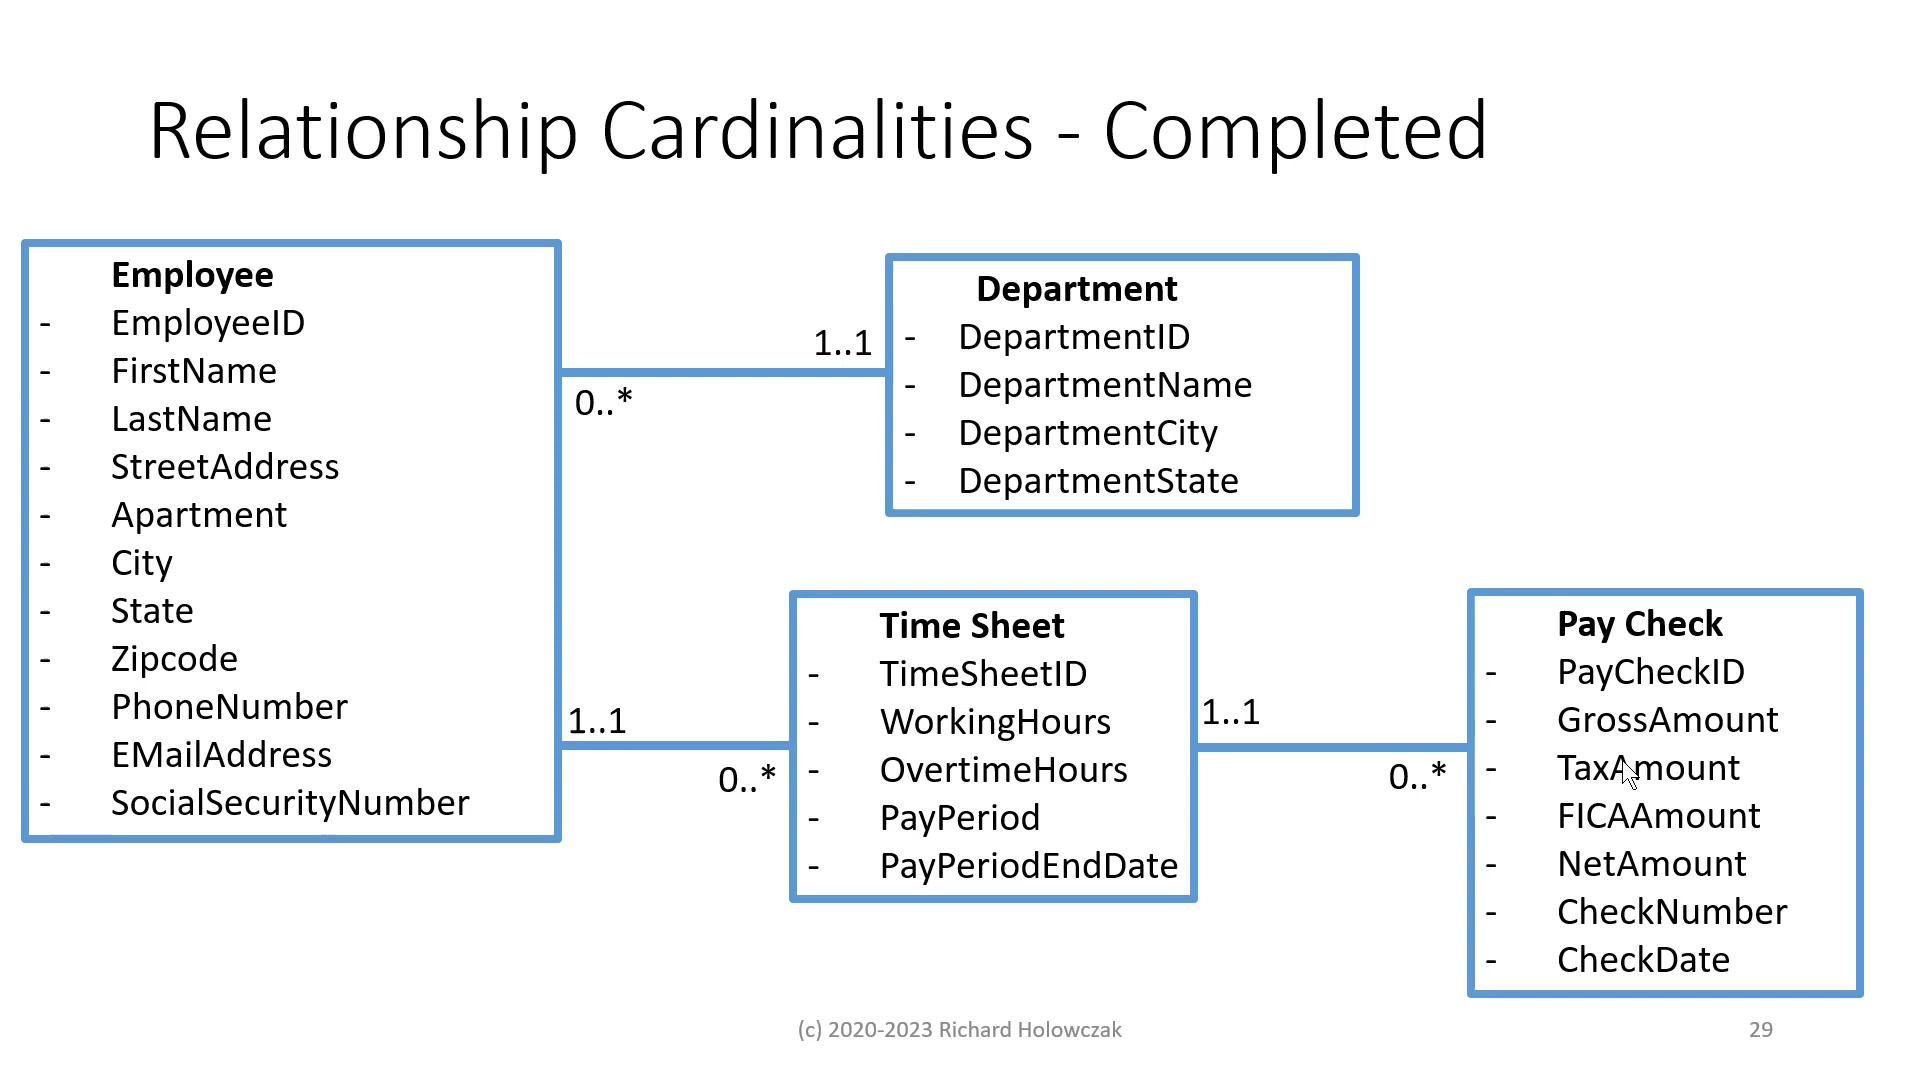 Relationship Cardinalities - Completed
Employee
- EmployeeID
- FirstName
- LastName
- StreetAddress
- Apartment
- City
- State
- Zipcode
- PhoneNumber
- EMailAddress
- SocialSecurityNumber
1..1
0..*
Department
- DepartmentID
- DepartmentName
- DepartmentCity
- DepartmentState
1..1
0..*
Time Sheet
- TimeSheetID
- WorkingHours
- OvertimeHours
- PayPeriod
- PayPeriodEndDate
1..1
0..*
Pay Check
- PayCheckID
- GrossAmount
- TaxAmount
- FICAAmount
- NetAmount
- CheckNumber
- CheckDate
(c) 2020-2023 Richard Holowczak
29